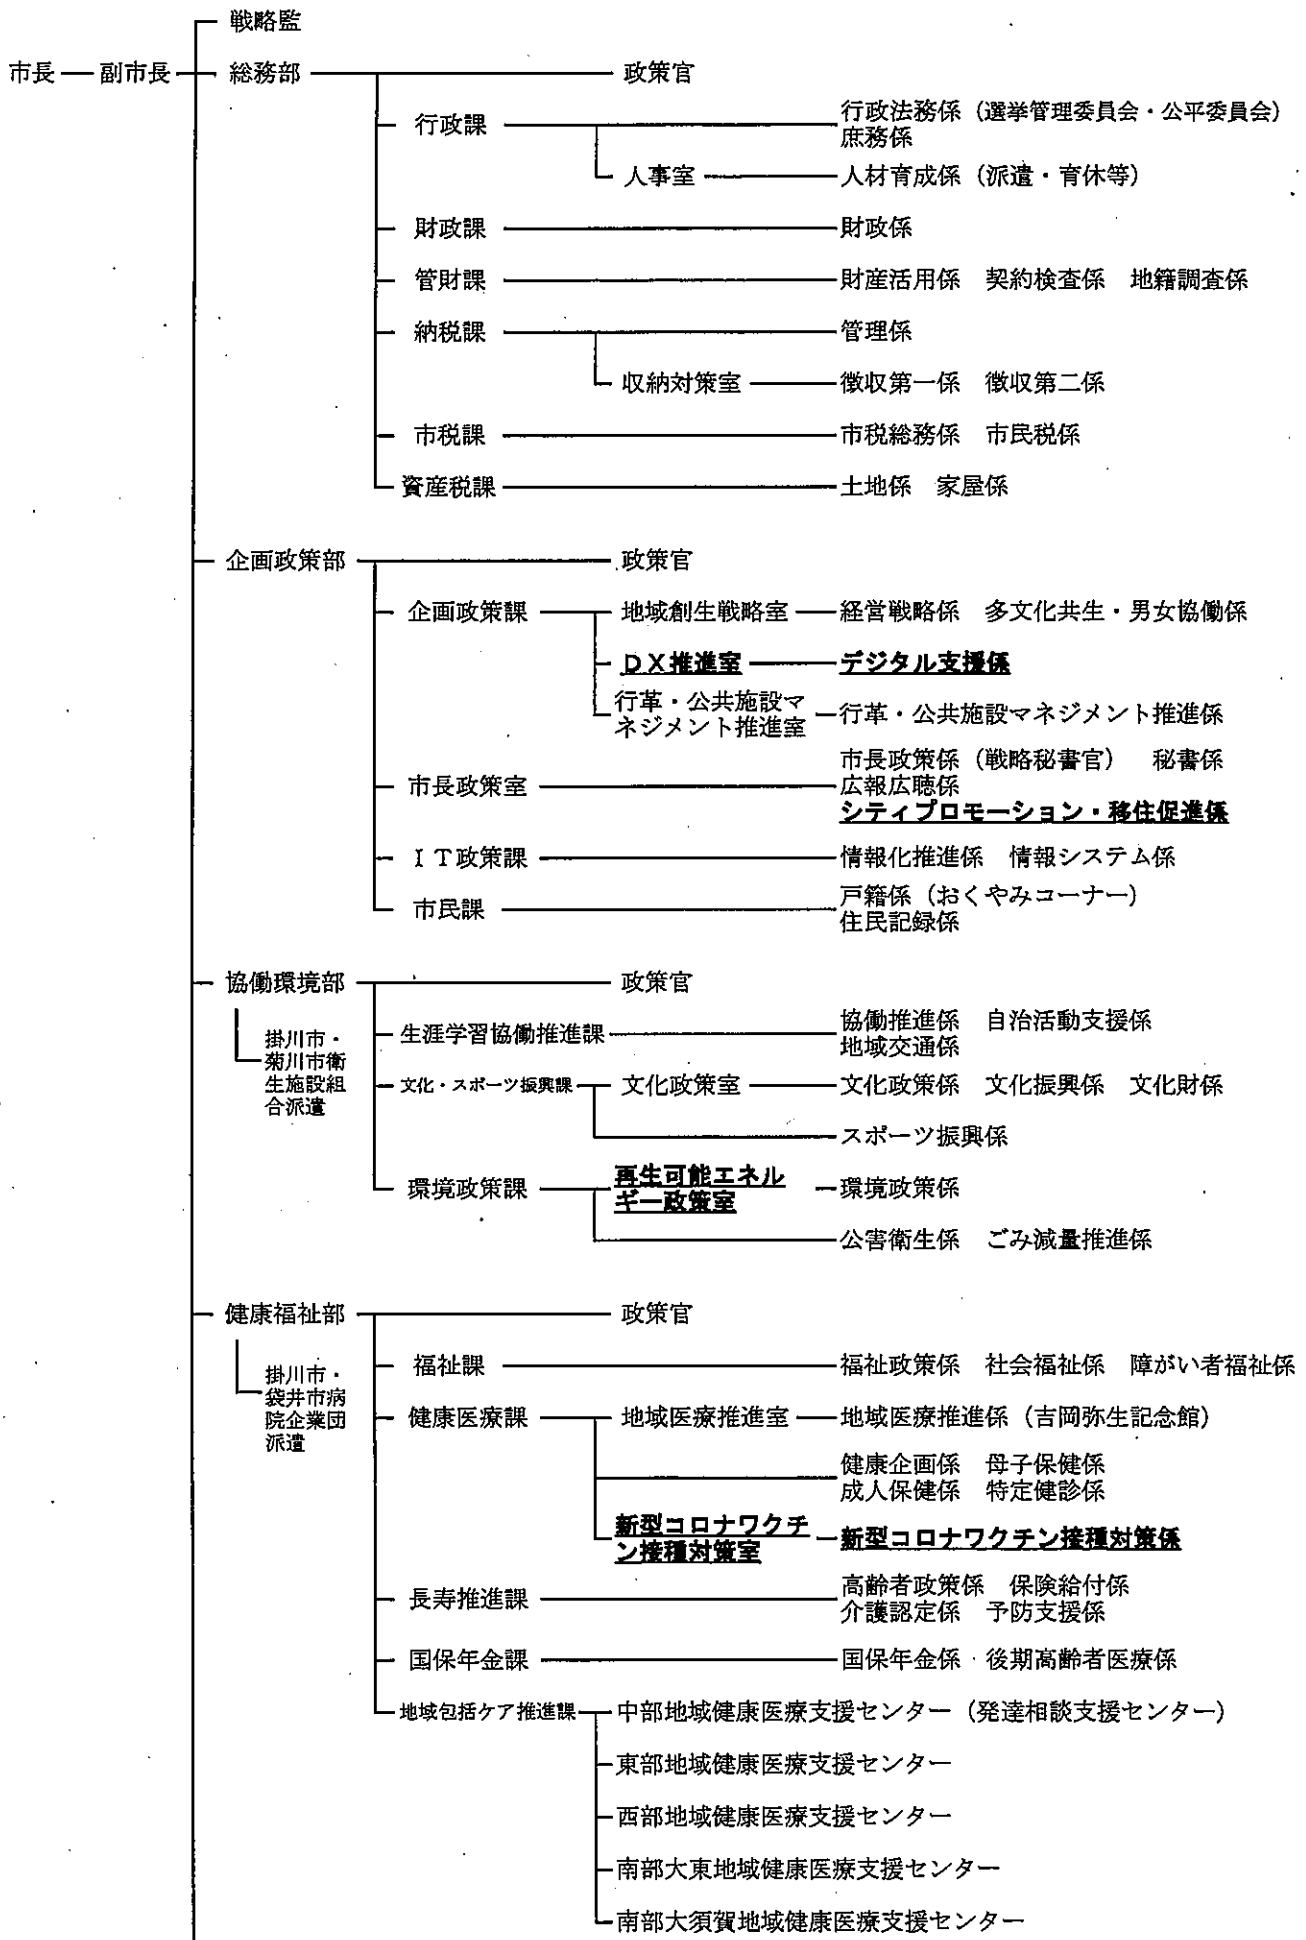 戦略監
市長 副市長 総務部 政策官
行政課 行政法務係（選挙管理委員会・公平委員会）
庶務係
人事室 人材育成係（派遣・育休等）
財政課 財政係
管財課 財産活用係 契約検査係 地籍調査係
納税課 管理係
収納対策室 徴収第一係 徴収第二係
市税課 市税総務係 市民税係
資産税課 土地係 家屋係
企画政策部 政策官
企画政策課 地域創生戦略室 経営戦略係 多文化共生・男女協働係
ＤＸ推進室 デジタル支援係
行革・公共施設マ
ネジメント推進室 行革・公共施設マネジメント推進係
市長政策室 市長政策係（戦略秘書官） 秘書係
広報広聴係
シティプロモーション・移住促進係
ＩＴ政策課 情報化推進係 情報システム係
市民課 戸籍係（おくやみコーナー）
住民記録係
協働環境部 政策官
掛川市・
菊川市衛
生施設組
合派遣
生涯学習協働推進課 協働推進係 自治活動支援係
地域交通係
文化・スポーツ振興課 文化政策室 文化政策係 文化振興係 文化財係
スポーツ振興係
環境政策課 再生可能エネル
ギー政策室 環境政策係
公害衛生係 ごみ減量推進係
健康福祉部 政策官
掛川市・
袋井市病
院企業団
派遣
福祉課 福祉政策係 社会福祉係 障がい者福祉係
健康医療課 地域医療推進室 地域医療推進係（吉岡弥生記念館）
健康企画係 母子保健係
成人保健係 特定健診係
新型コロナワクチ
ン接種対策室 新型コロナワクチン接種対策係
長寿推進課 高齢者政策係 保険給付係
介護認定係 予防支援係
国保年金課 国保年金係 後期高齢者医療係
地域包括ケア推進課 中部地域健康医療支援センター（発達相談支援センター）
東部地域健康医療支援センター
西部地域健康医療支援センター
南部大東地域健康医療支援センター
南部大須賀地域健康医療支援センター